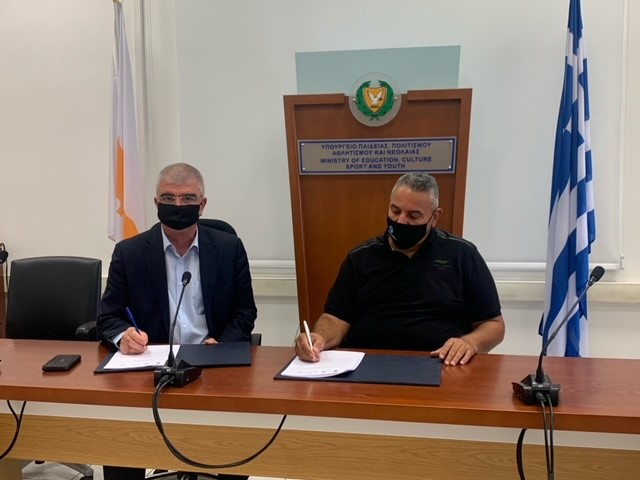 ΥΠΟΥΡΓΕΙΟ ΠΑΙΔΕΙΑΣ, ΠΟΛΙΤΙΣΜΟΥ
ΑΘΛΗΤΙΣΜΟΥ ΚΑΙ ΝΕΟΛΑΙΑΣ
MINISTRY OF EDUCATION, CULTURE
SPORT AND YOUTH